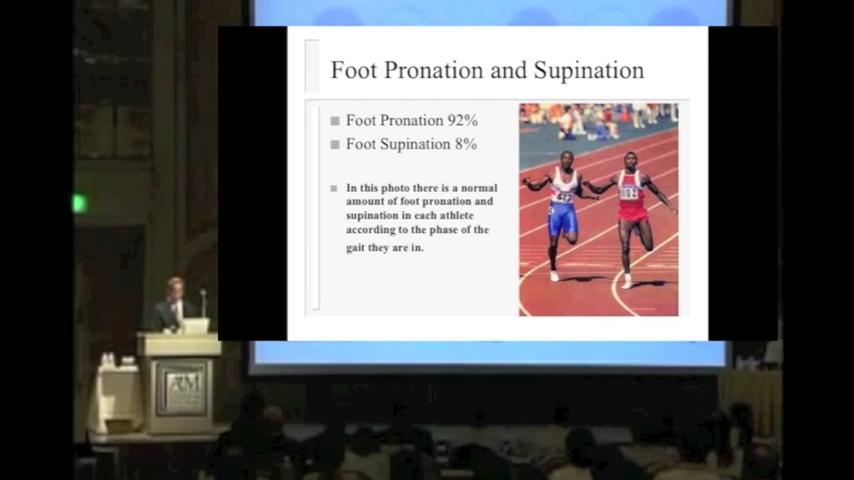 Foot Pronation and Supination
Foot Pronation 92%
Foot Supination 8%
In this photo there is a normal
amount of foot pronation and
supination in each athlete
according to the phase of the
gait they are in.
102